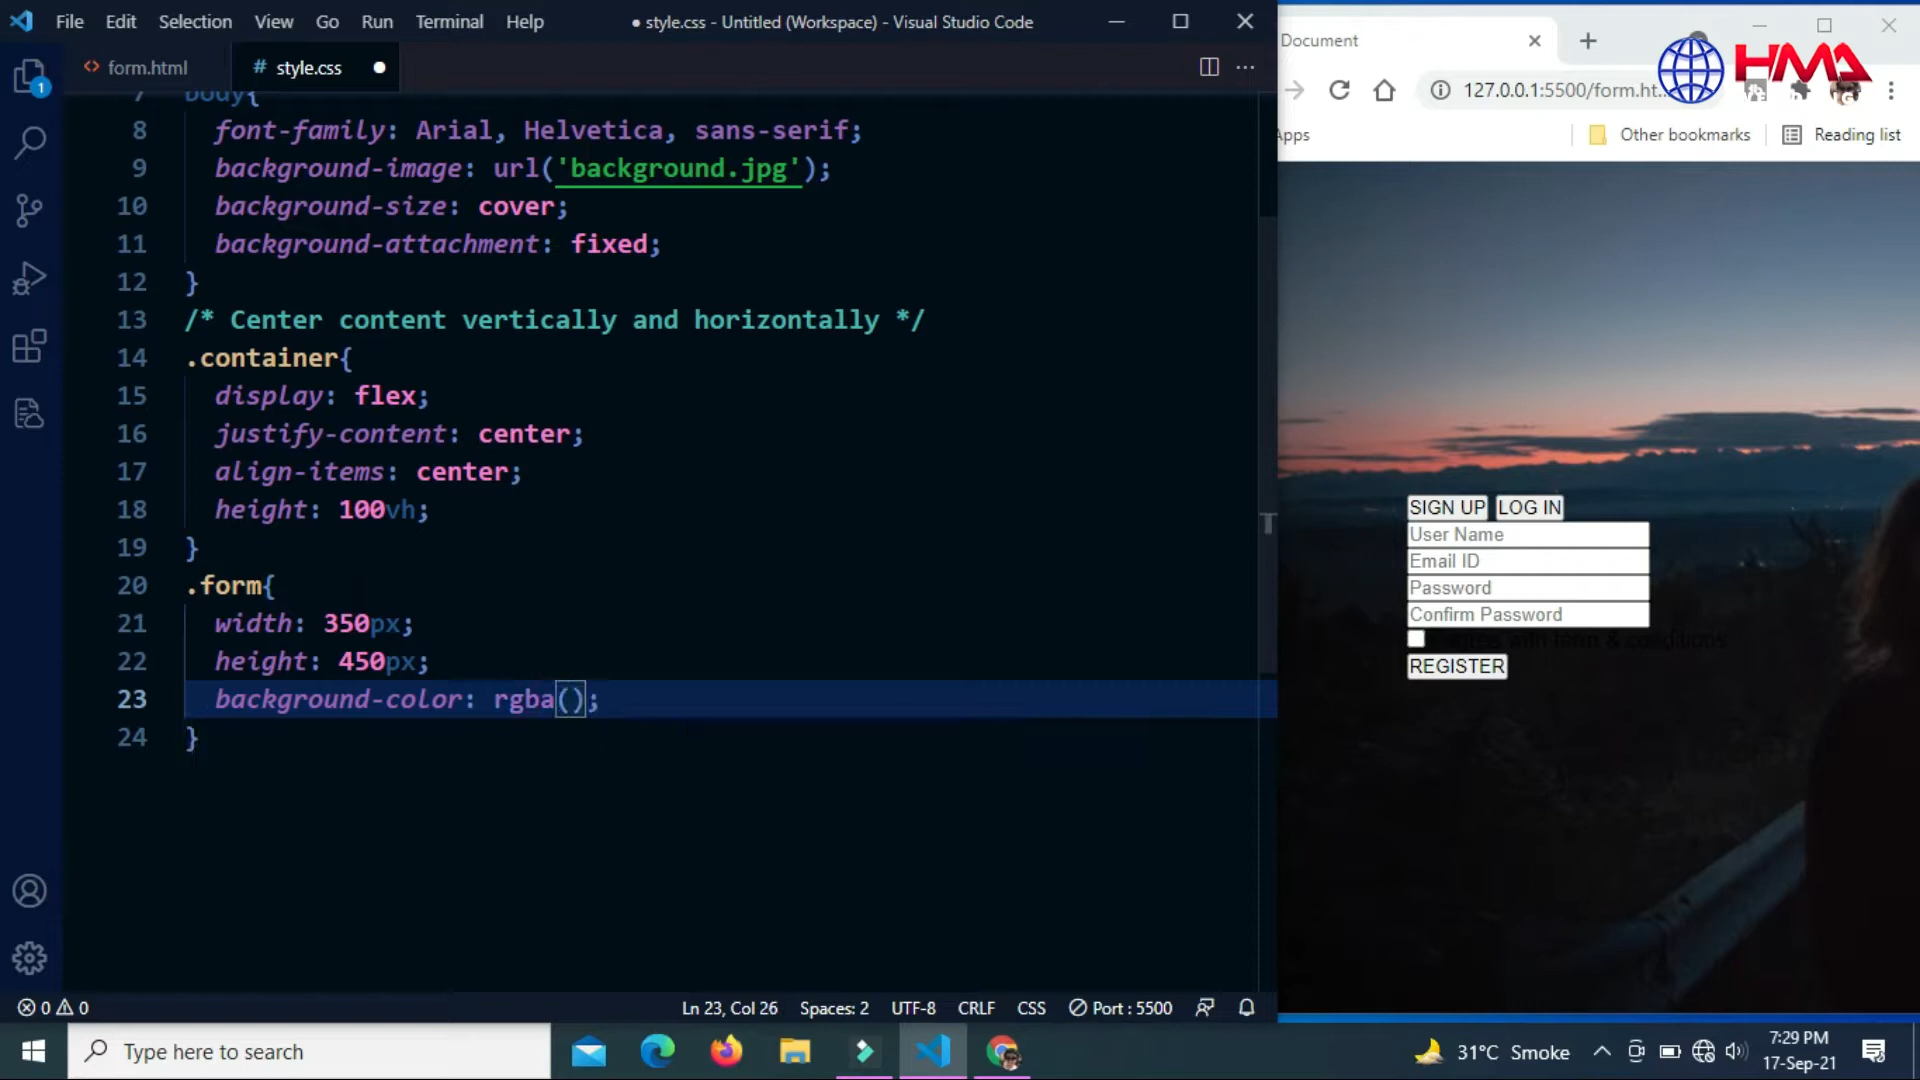 File Edit Selection View Go Run Terminal Help
● style.css - Untitled (Workspace) - Visual Studio Code
<> form.html
# style.css ●
1
7 body{
8 font-family: Arial, Helvetica, sans-serif;
9 background-image: url('background.jpg');
10 background-size: cover;
11 background-attachment: fixed;
12 }
13 /* Center content vertically and horizontally */
14 .container{
15 display: flex;
16 justify-content: center;
17 align-items: center;
18 height: 100vh;
19 }
20 .form{
21 width: 350px;
22 height: 450px;
23 background-color: rgba();
24 }
0 0
Ln 23, Col 26 Spaces: 2 UTF-8 CRLF CSS Port : 5500
Document
HMA
127.0.0.1:5500/form.ht...
Apps
Other bookmarks
Reading list
SIGN UP LOG IN
User Name
Email ID
Password
Confirm Password
agree with term & conditions
REGISTER
Type here to search
31°C Smoke
7:29 PM
17-Sep-21